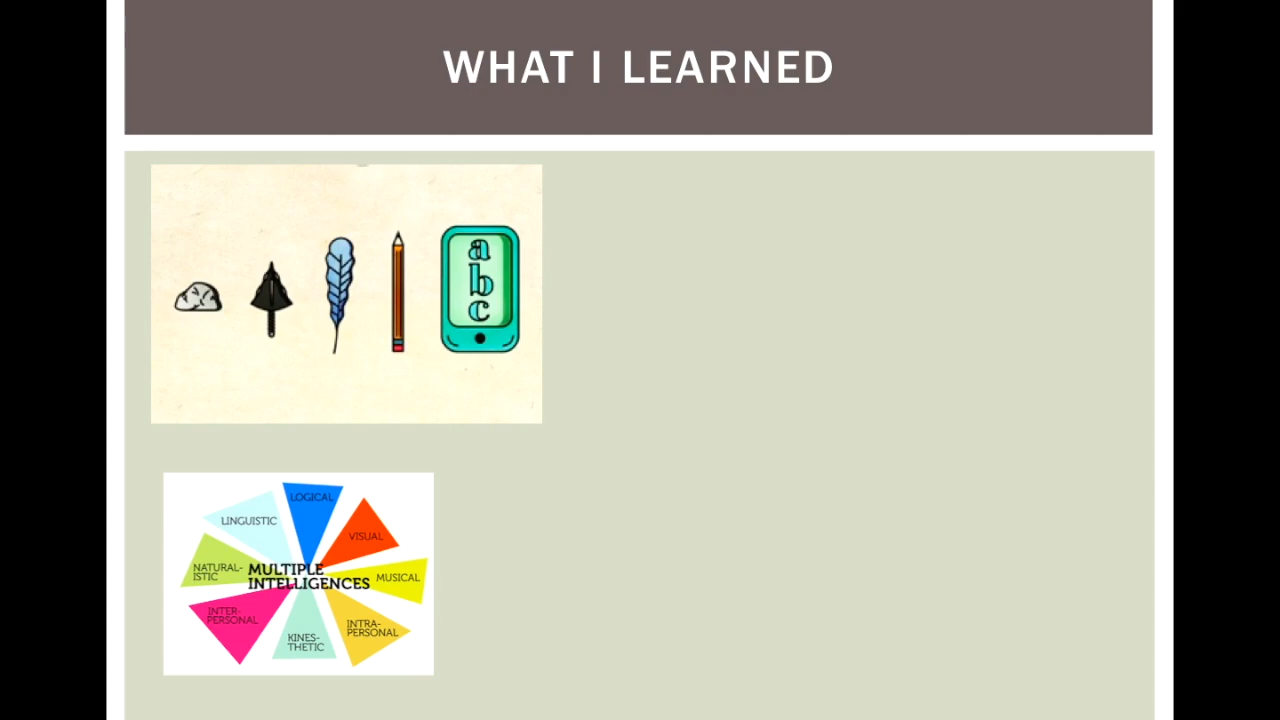 WHAT I LEARNED
a
b
c
LOGICAL
LINGUISTIC
VISUAL
NATURAL-
ISTIC
MULTIPLE
INTELLIGENCES
MUSICAL
INTER-
PERSONAL
INTRA-
PERSONAL
KINES-
THETIC